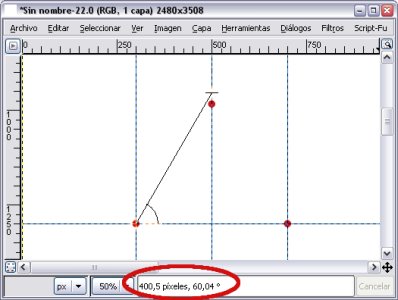 *Sin nombre-22.0 (RGB, 1 capa) 2480x3508
Archivo Editar Seleccionar Ver Imagen Capa Herramientas Diálogos Filtros Script-Fu
0 250 500 750
1000
1250
px 50% 400,5 píxeles, 60,04 ° Cancelar